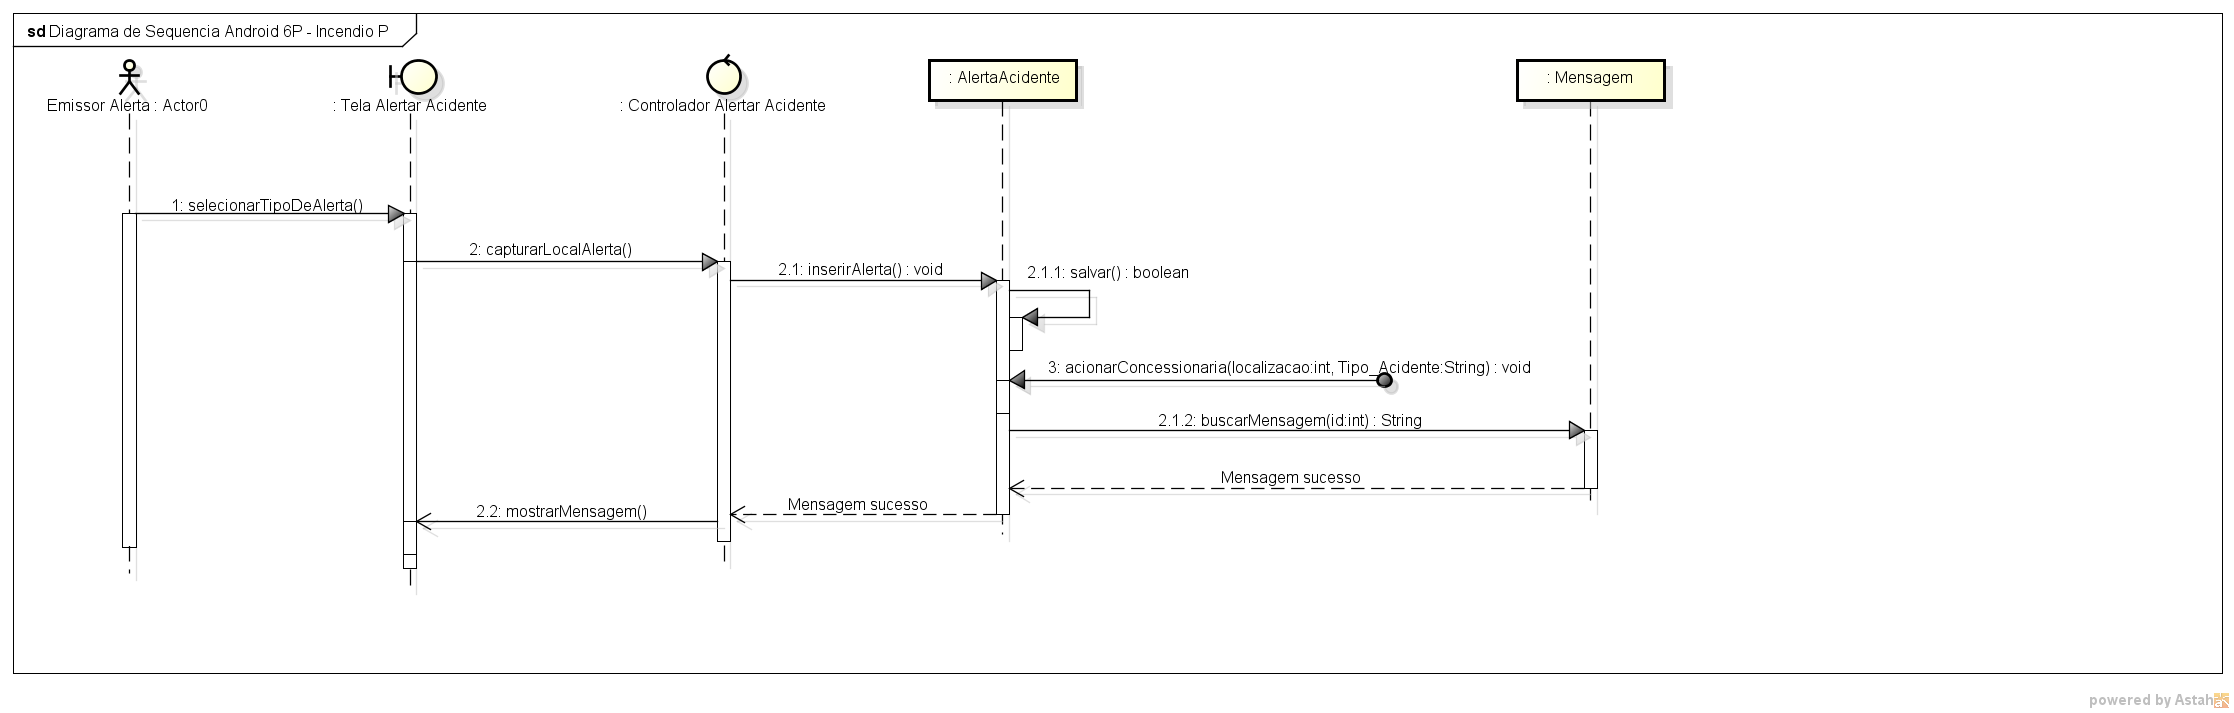 sd Diagrama de Sequencia Android 6P - Incendio P
Emissor Alerta : Actor0
: Tela Alertar Acidente
: Controlador Alertar Acidente
: AlertaAcidente
: Mensagem
1: selecionarTipoDeAlerta()
2: capturarLocalAlerta()
2.1: inserirAlerta() : void
2.1.1: salvar() : boolean
3: acionarConcessionaria(localizacao:int, Tipo_Acidente:String) : void
2.1.2: buscarMensagem(id:int) : String
Mensagem sucesso
Mensagem sucesso
2.2: mostrarMensagem()
powered by Astah